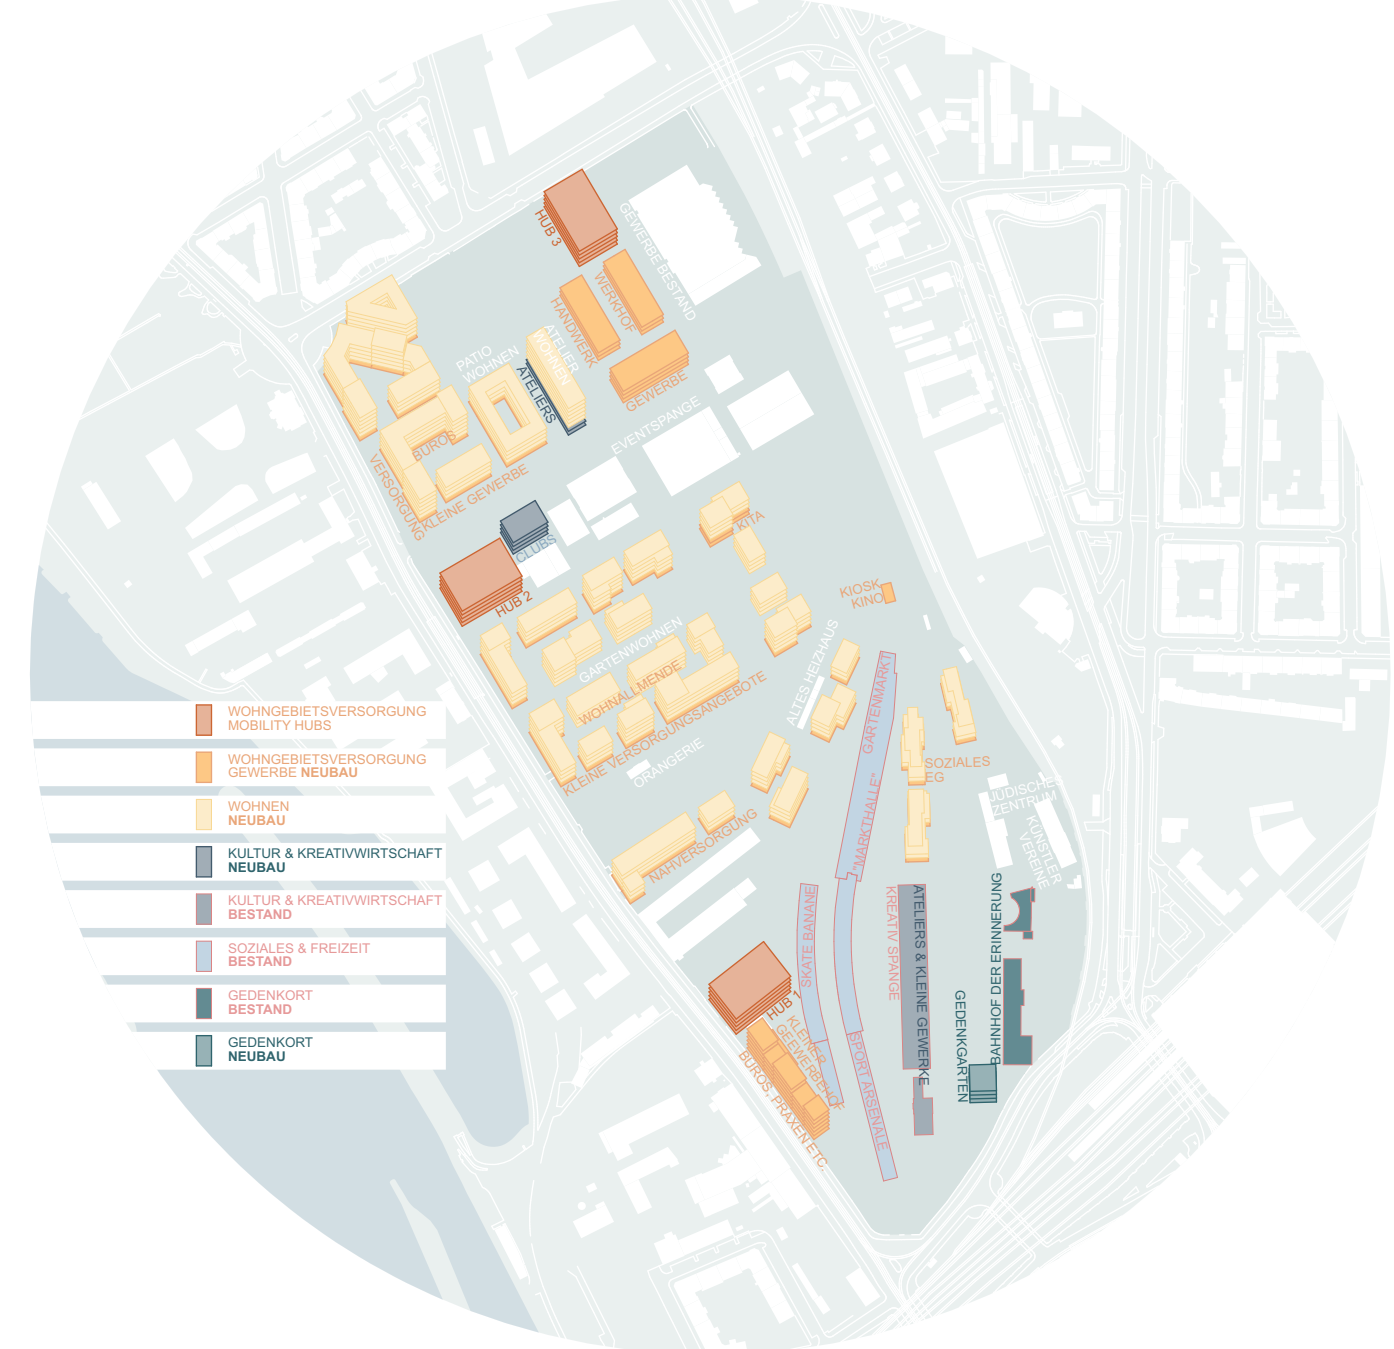 HUB 3
GEWERBE BESTAND
WERKHOF
HANDWERK
GEWERBE
PATIO
WOHNEN
ATELIER
WOHNEN
ATELIERS
EVENTSPANGE
BÜROS
VERSORGUNG
KLEINE GEWERBE
CLUBS
HUB 2
KITA
KIOSK
KINO
GARTENWOHNEN
WOHNALLMENDE
KLEINE VERSORGUNGSANGEBOTE
ORANGERIE
ALTES HEIZHAUS
GARTENMARKT
"MARKTHALLE"
SOZIALES
EG
JÜDISCHES
ZENTRUM
KÜNSTLER
VEREINE
NAHVERSORGUNG
SKATE BANANE
KREATIV SPANGE
ATELIERS & KLEINE GEWERKE
BAHNHOF DER ERINNERUNG
GEDENKGARTEN
HUB 1
KLEINER
GEEWERBEHOF
BÜROS, PRAXEN ETC.
SPORT ARSENALE
WOHNGEBIETSVERSORGUNG
MOBILITY HUBS
WOHNGEBIETSVERSORGUNG
GEWERBE NEUBAU
WOHNEN
NEUBAU
KULTUR & KREATIVWIRTSCHAFT
NEUBAU
KULTUR & KREATIVWIRTSCHAFT
BESTAND
SOZIALES & FREIZEIT
BESTAND
GEDENKORT
BESTAND
GEDENKORT
NEUBAU